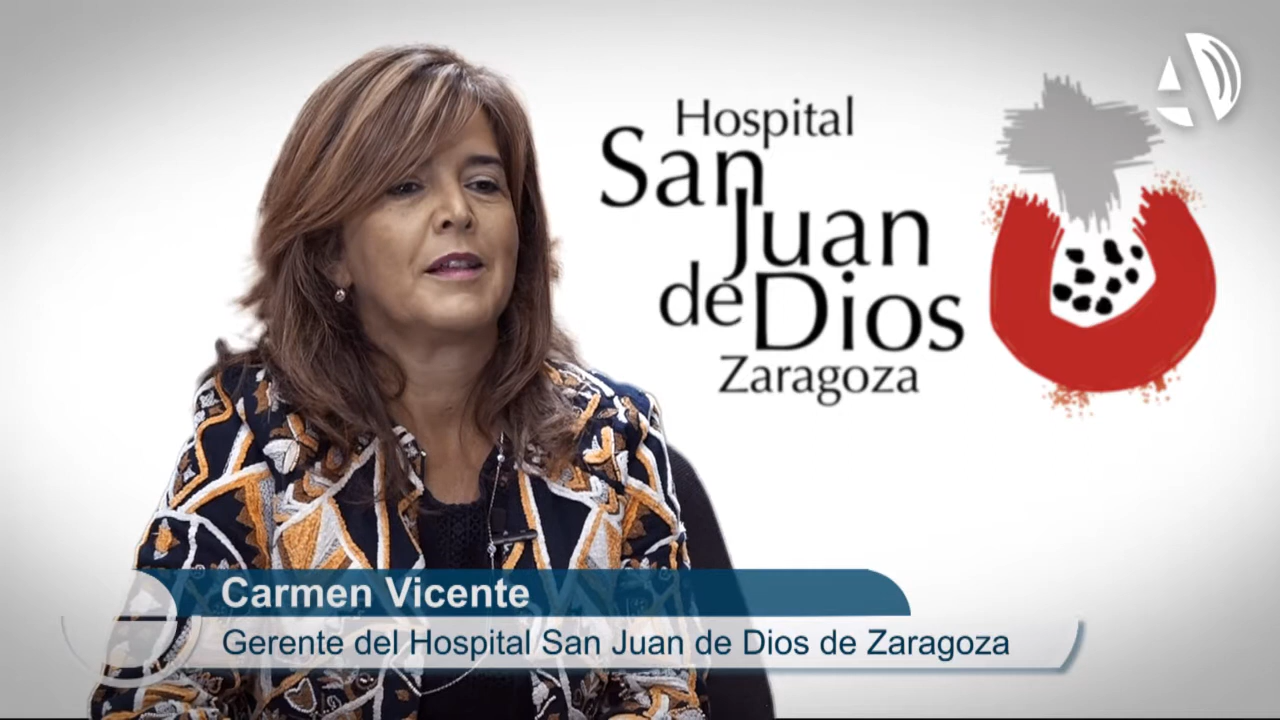 Hospital
San
Juan
de Dios
Zaragoza
Carmen Vicente
Gerente del Hospital San Juan de Dios de Zaragoza